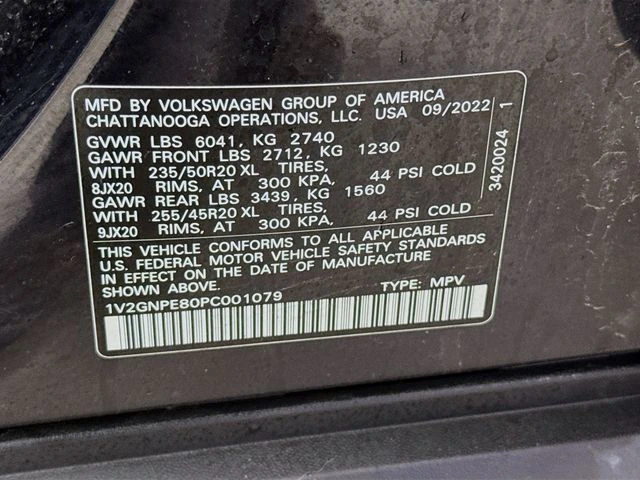 MFD BY VOLKSWAGEN GROUP OF AMERICA
CHATTANOOGA OPERATIONS, LLC. USA 09/2022
GVWR LBS 6041, KG 2740
GAWR FRONT LBS 2712, KG 1230
WITH 235/50R20 XL TIRES,
8JX20 RIMS, AT 300 KPA, 44 PSI COLD
GAWR REAR LBS 3439, KG 1560
WITH 255/45R20 XL TIRES,
9JX20 RIMS, AT 300 KPA, 44 PSI COLD
THIS VEHICLE CONFORMS TO ALL APPLICABLE
U.S. FEDERAL MOTOR VEHICLE SAFETY STANDARDS
IN EFFECT ON THE DATE OF MANUFACTURE
SHOWN ABOVE.
1V2GNPE80PC001079 TYPE: MPV
3420024 1